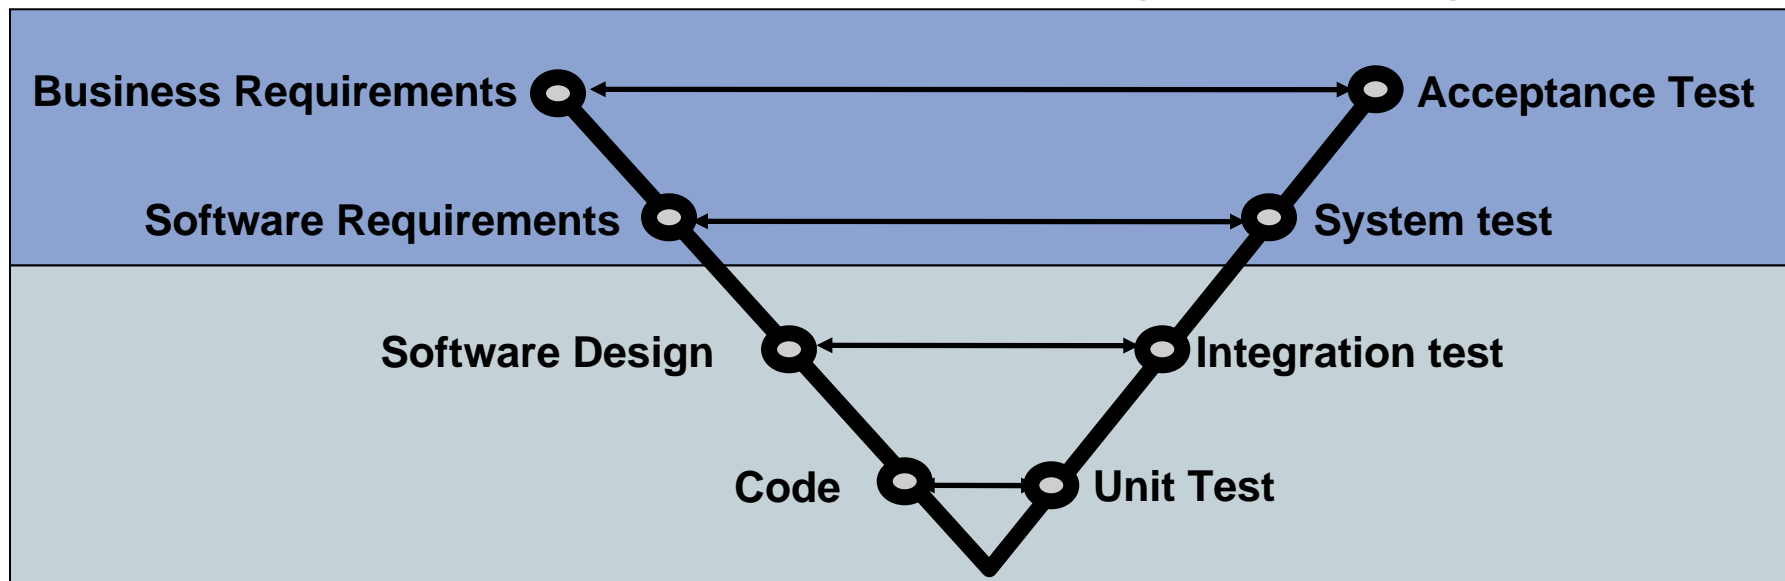 Business Requirements
Acceptance Test
Software Requirements
System test
Software Design
Integration test
Code
Unit Test